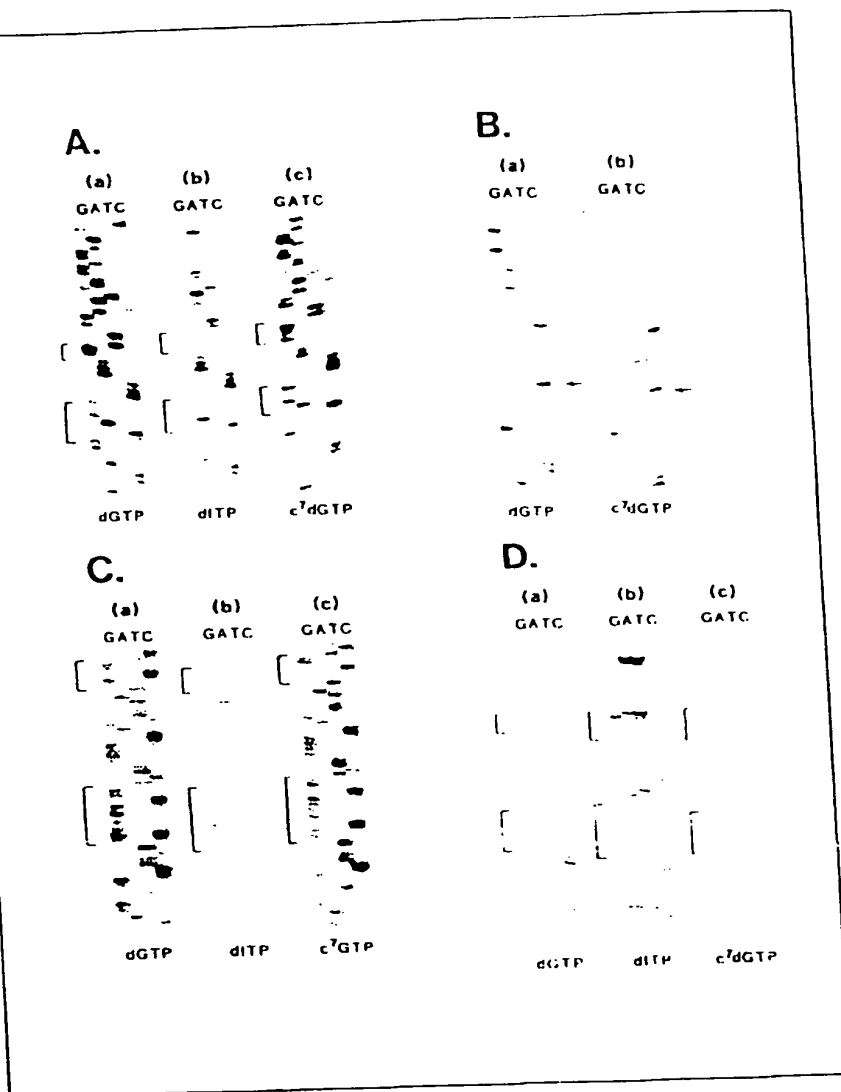 A.
(a) (b) (c)
GATC GATC GATC
dGTP dITP c⁷dGTP
B.
(a) (b)
GATC GATC
dGTP c⁷dGTP
C.
(a) (b) (c)
GATC GATC GATC
dGTP dITP c⁷GTP
D.
(a) (b) (c)
GATC GATC GATC
dGTP dITP c⁷dGTP